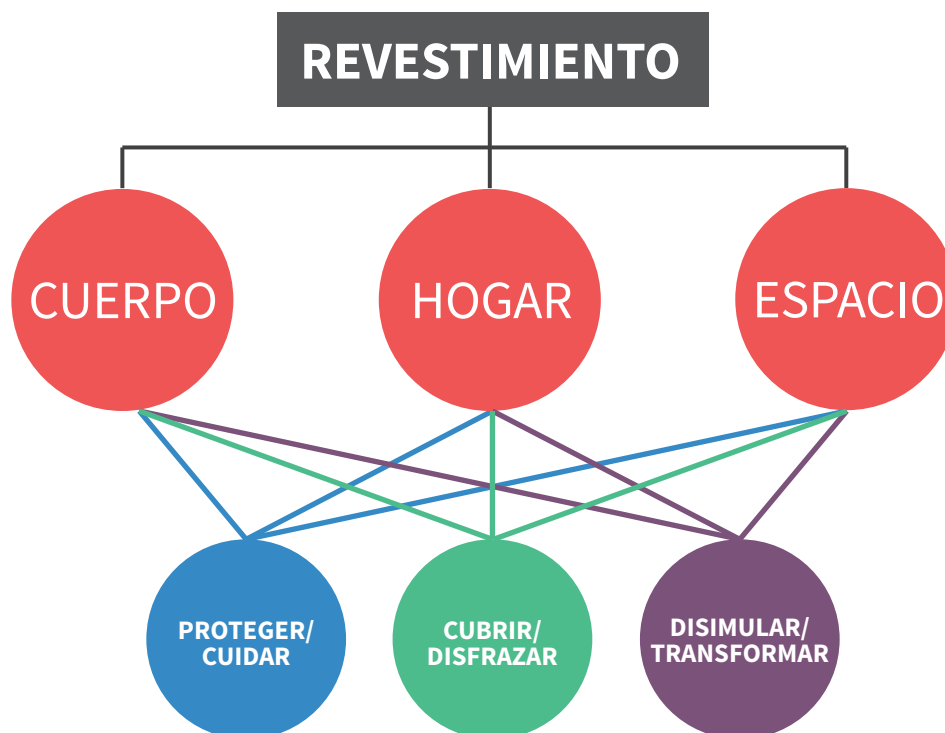 REVESTIMIENTO
CUERPO
HOGAR
ESPACIO
PROTEGER/
CUIDAR
CUBRIR/
DISFRAZAR
DISIMULAR/
TRANSFORMAR